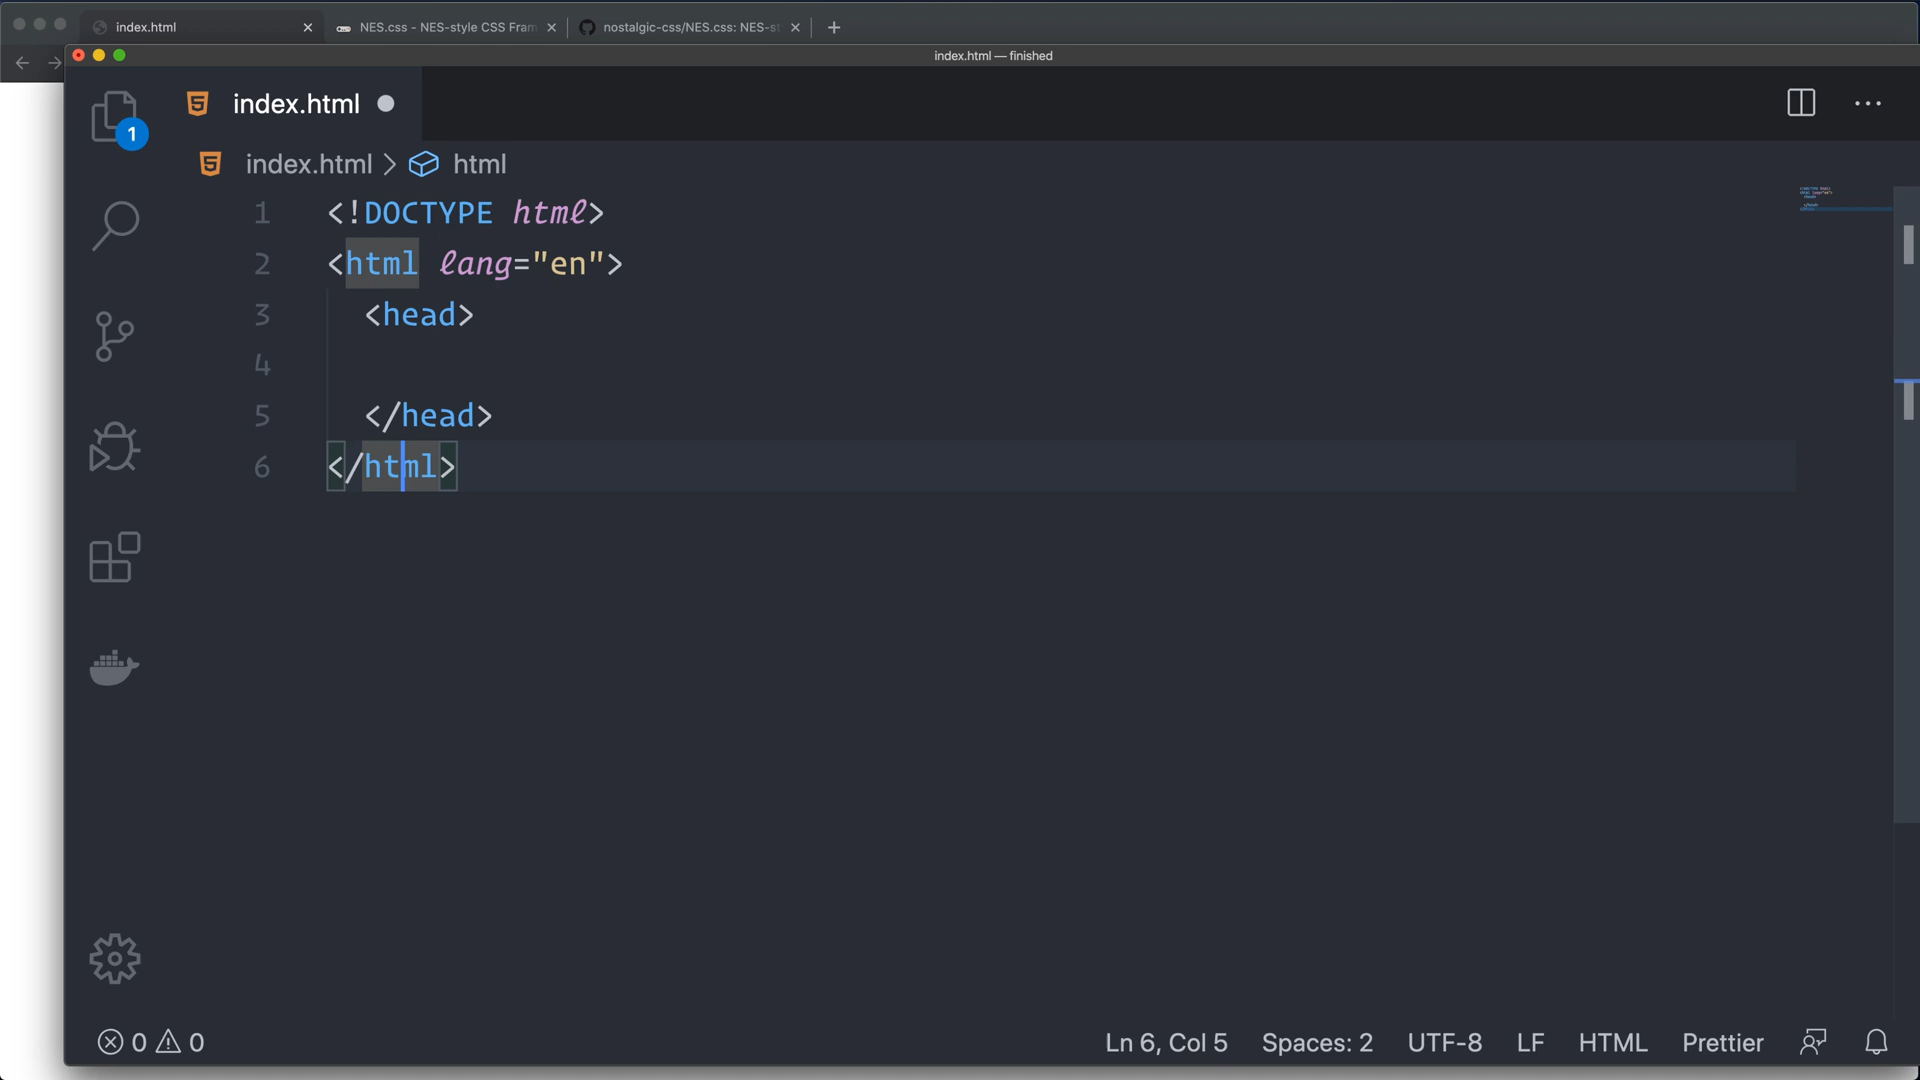 index.html
NES.css - NES-style CSS Fram
nostalgic-css/NES.css: NES-st
index.html — finished
index.html
1
index.html > html
1 <!DOCTYPE html>
2 <html lang="en">
3 <head>
4
5 </head>
6 </html>
0 0
Ln 6, Col 5
Spaces: 2
UTF-8
LF
HTML
Prettier